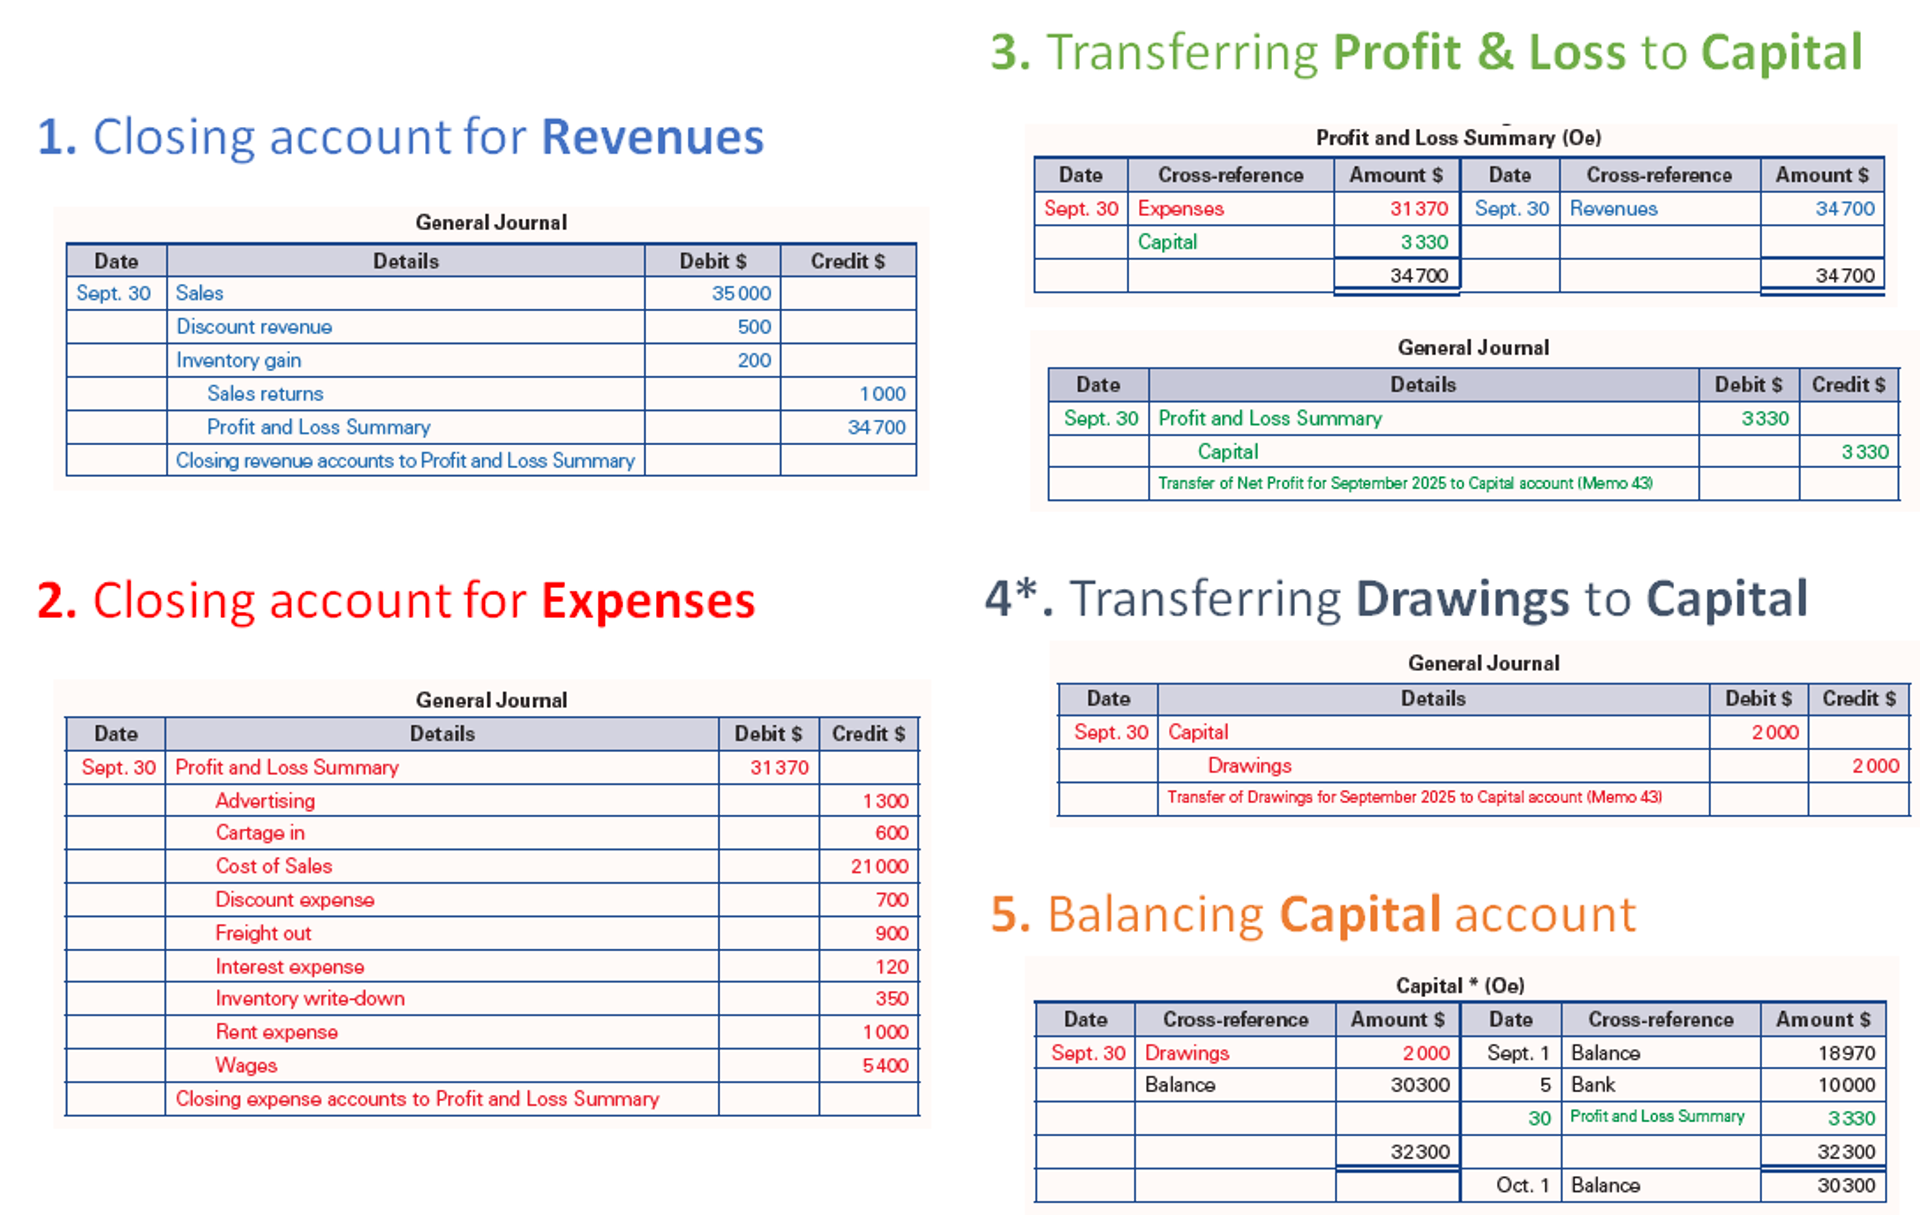 1. Closing account for Revenues
General Journal
Date Details Debit $ Credit $
Sept. 30 Sales 35 000
Discount revenue 500
Inventory gain 200
Sales returns 1 000
Profit and Loss Summary 34 700
Closing revenue accounts to Profit and Loss Summary
2. Closing account for Expenses
General Journal
Date Details Debit $ Credit $
Sept. 30 Profit and Loss Summary 31 370
Advertising 1 300
Cartage in 600
Cost of Sales 21 000
Discount expense 700
Freight out 900
Interest expense 120
Inventory write-down 350
Rent expense 1 000
Wages 5 400
Closing expense accounts to Profit and Loss Summary
3. Transferring Profit & Loss to Capital
Profit and Loss Summary (Oe)
Date Cross-reference Amount $ Date Cross-reference Amount $
Sept. 30 Expenses 31 370 Sept. 30 Revenues 34 700
Capital 3 330
34 700 34 700
General Journal
Date Details Debit $ Credit $
Sept. 30 Profit and Loss Summary 3 330
Capital 3 330
Transfer of Net Profit for September 2025 to Capital account (Memo 43)
4*. Transferring Drawings to Capital
General Journal
Date Details Debit $ Credit $
Sept. 30 Capital 2 000
Drawings 2 000
Transfer of Drawings for September 2025 to Capital account (Memo 43)
5. Balancing Capital account
Capital * (Oe)
Date Cross-reference Amount $ Date Cross-reference Amount $
Sept. 30 Drawings 2 000 Sept. 1 Balance 18 970
Balance 30 300 5 Bank 10 000
30 Profit and Loss Summary 3 330
32 300 32 300
Oct. 1 Balance 30 300